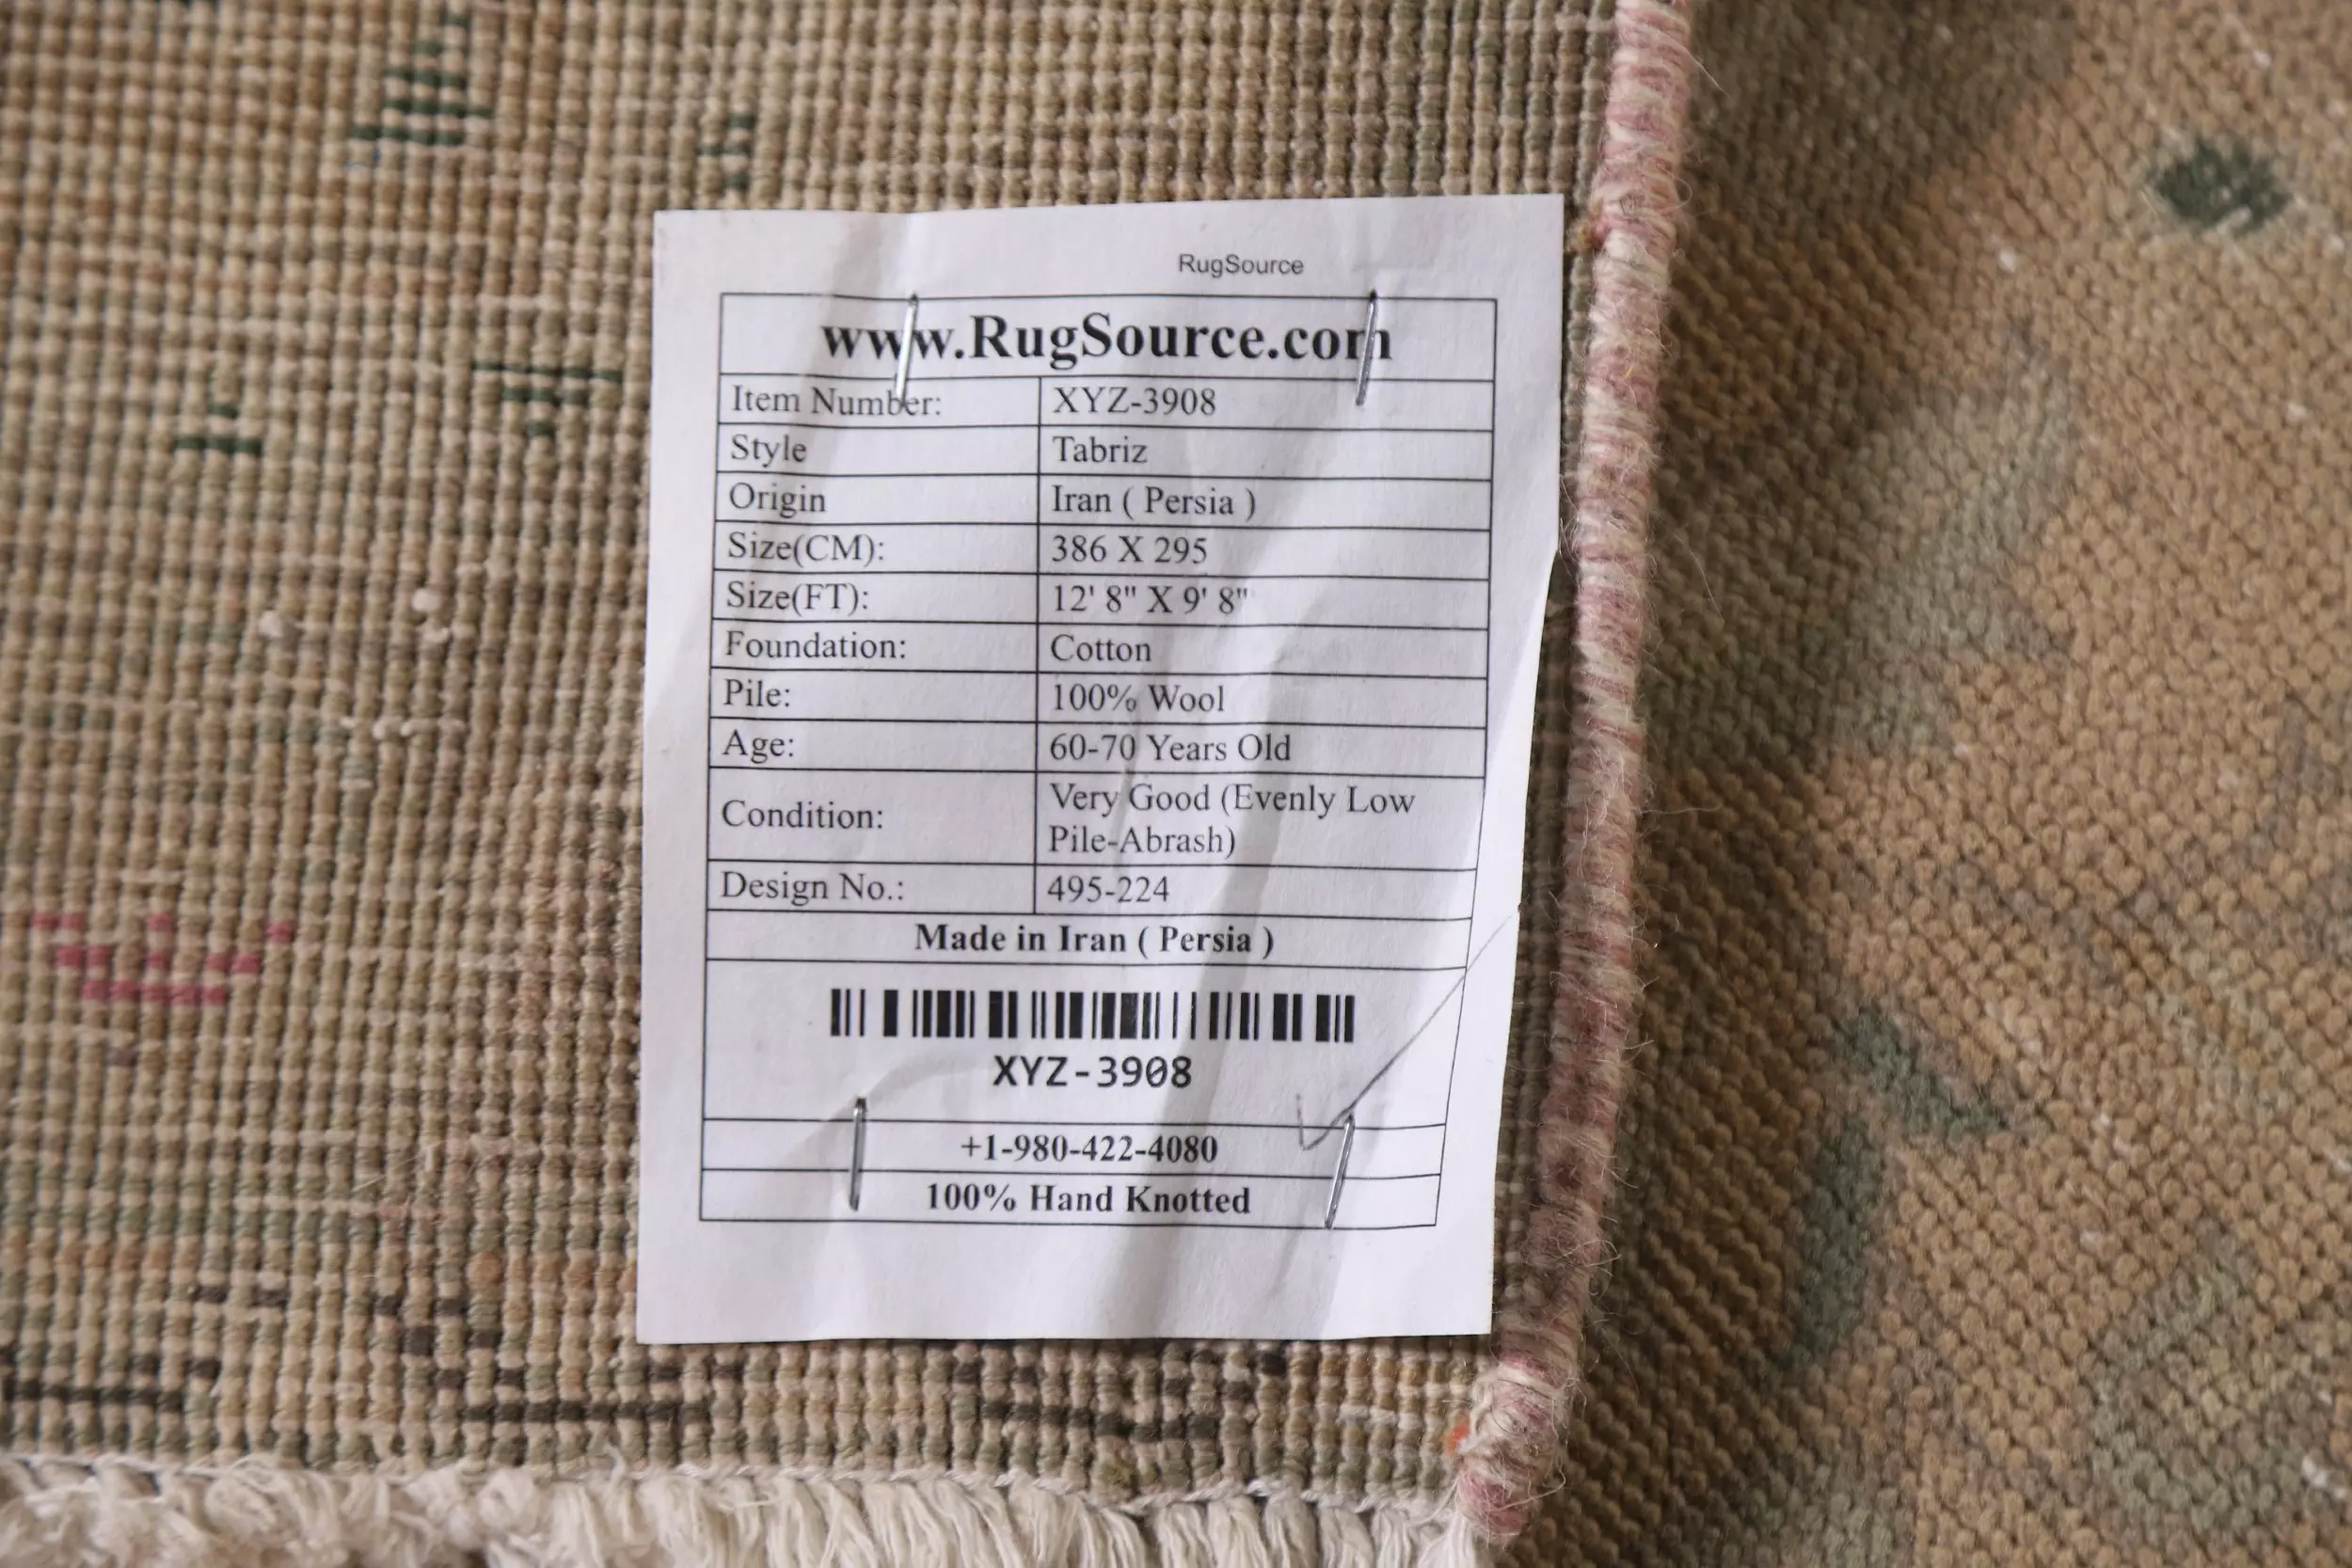 RugSource
www.RugSource.com
Item Number: XYZ-3908
Style Tabriz
Origin Iran ( Persia )
Size(CM): 386 X 295
Size(FT): 12' 8" X 9' 8"
Foundation: Cotton
Pile: 100% Wool
Age: 60-70 Years Old
Condition: Very Good (Evenly Low
Pile-Abrash)
Design No.: 495-224
Made in Iran ( Persia )
XYZ-3908
+1-980-422-4080
100% Hand Knotted